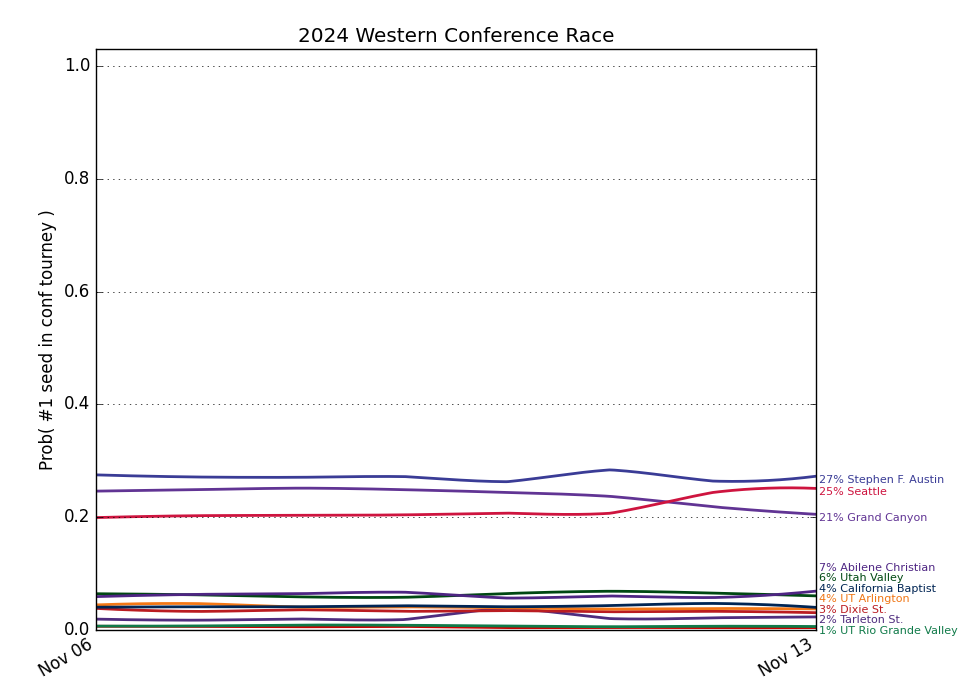 2024 Western Conference Race
Prob( #1 seed in conf tourney )
1.0
0.8
0.6
0.4
0.2
0.0
Nov 06
Nov 13
27% Stephen F. Austin
25% Seattle
21% Grand Canyon
7% Abilene Christian
6% Utah Valley
4% California Baptist
4% UT Arlington
3% Dixie St.
2% Tarleton St.
1% UT Rio Grande Valley